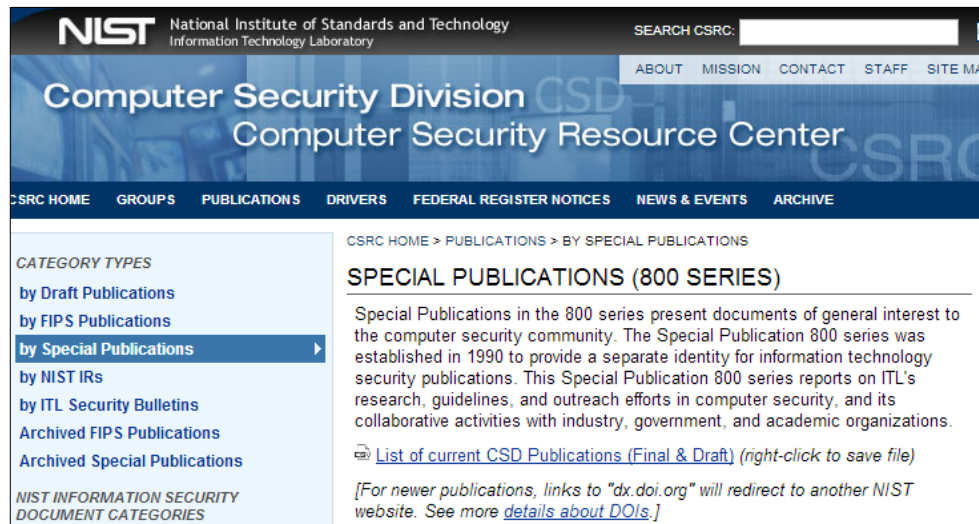 NIST National Institute of Standards and Technology
Information Technology Laboratory
SEARCH CSRC:
ABOUT MISSION CONTACT STAFF SITE MA
Computer Security Division CSD
Computer Security Resource Center
CSRC
CSRC HOME GROUPS PUBLICATIONS DRIVERS FEDERAL REGISTER NOTICES NEWS & EVENTS ARCHIVE
CATEGORY TYPES
by Draft Publications
by FIPS Publications
by Special Publications
by NIST IRs
by ITL Security Bulletins
Archived FIPS Publications
Archived Special Publications
NIST INFORMATION SECURITY
DOCUMENT CATEGORIES
CSRC HOME > PUBLICATIONS > BY SPECIAL PUBLICATIONS
SPECIAL PUBLICATIONS (800 SERIES)
Special Publications in the 800 series present documents of general interest to
the computer security community. The Special Publication 800 series was
established in 1990 to provide a separate identity for information technology
security publications. This Special Publication 800 series reports on ITL's
research, guidelines, and outreach efforts in computer security, and its
collaborative activities with industry, government, and academic organizations.
List of current CSD Publications (Final & Draft) (right-click to save file)
[For newer publications, links to "dx.doi.org" will redirect to another NIST
website. See more details about DOIs.]